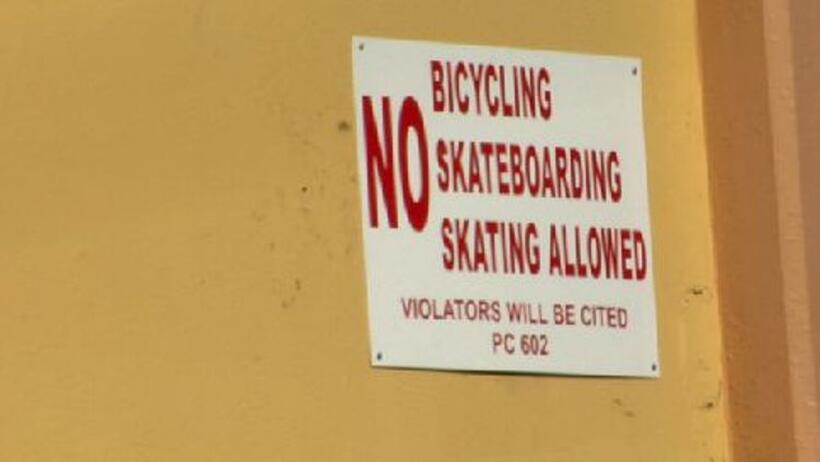 BICYCLING
NO SKATEBOARDING
SKATING ALLOWED
VIOLATORS WILL BE CITED
PC 602